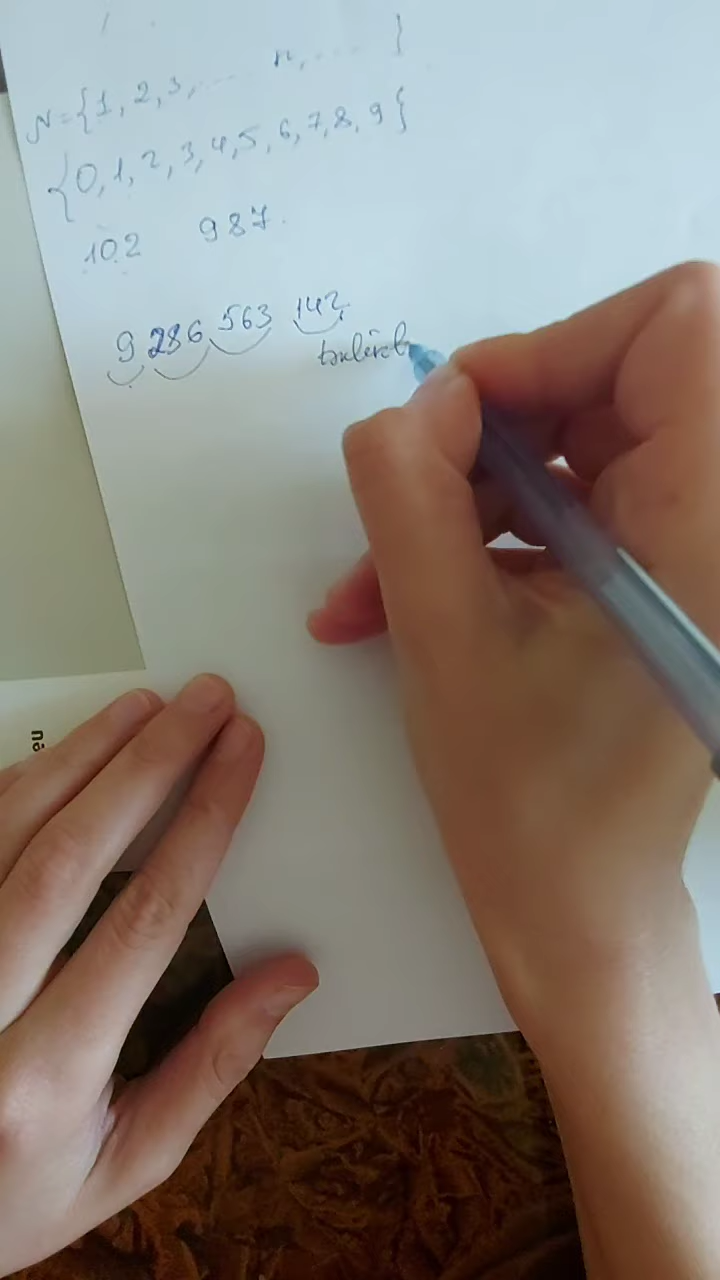 N={1, 2, 3, ... n, ... }
{0, 1, 2, 3, 4, 5, 6, 7, 8, 9}
102 987.
9 286 563 142